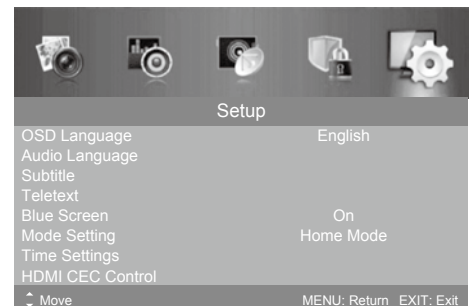 Setup
OSD Language English
Audio Language
Subtitle
Teletext
Blue Screen On
Mode Setting Home Mode
Time Settings
HDMI CEC Control
Move MENU: Return EXIT: Exit